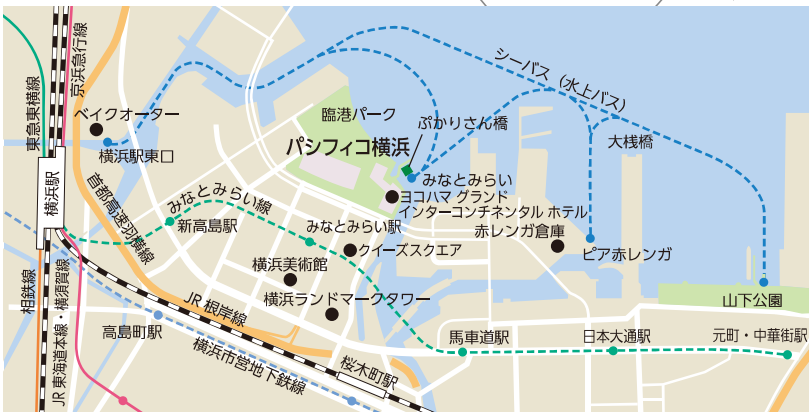 京浜急行線
東急東横線
シーバス（水上バス）
ベイクオーター
臨港パーク
ぷかりさん橋
大桟橋
横浜駅東口
パシフィコ横浜
横浜駅
首都高速羽横線
みなとみらい線
みなとみらい
ヨコハマ グランド
インターコンチネンタル ホテル
新高島駅
みなとみらい駅
赤レンガ倉庫
クイーズスクエア
ピア赤レンガ
横浜美術館
相鉄線
JR 東海道本線・横須賀線
JR 根岸線
横浜ランドマークタワー
山下公園
高島町駅
横浜市営地下鉄線
桜木町駅
馬車道駅
日本大通駅
元町・中華街駅